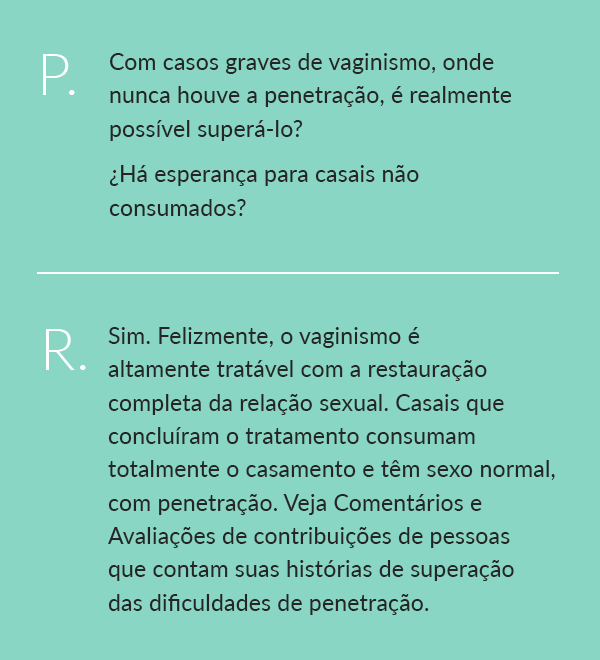 P. Com casos graves de vaginismo, onde
nunca houve a penetração, é realmente
possível superá-lo?
¿Há esperança para casais não
consumados?
R. Sim. Felizmente, o vaginismo é
altamente tratável com a restauração
completa da relação sexual. Casais que
concluíram o tratamento consumam
totalmente o casamento e têm sexo normal,
com penetração. Veja Comentários e
Avaliações de contribuições de pessoas
que contam suas histórias de superação
das dificuldades de penetração.